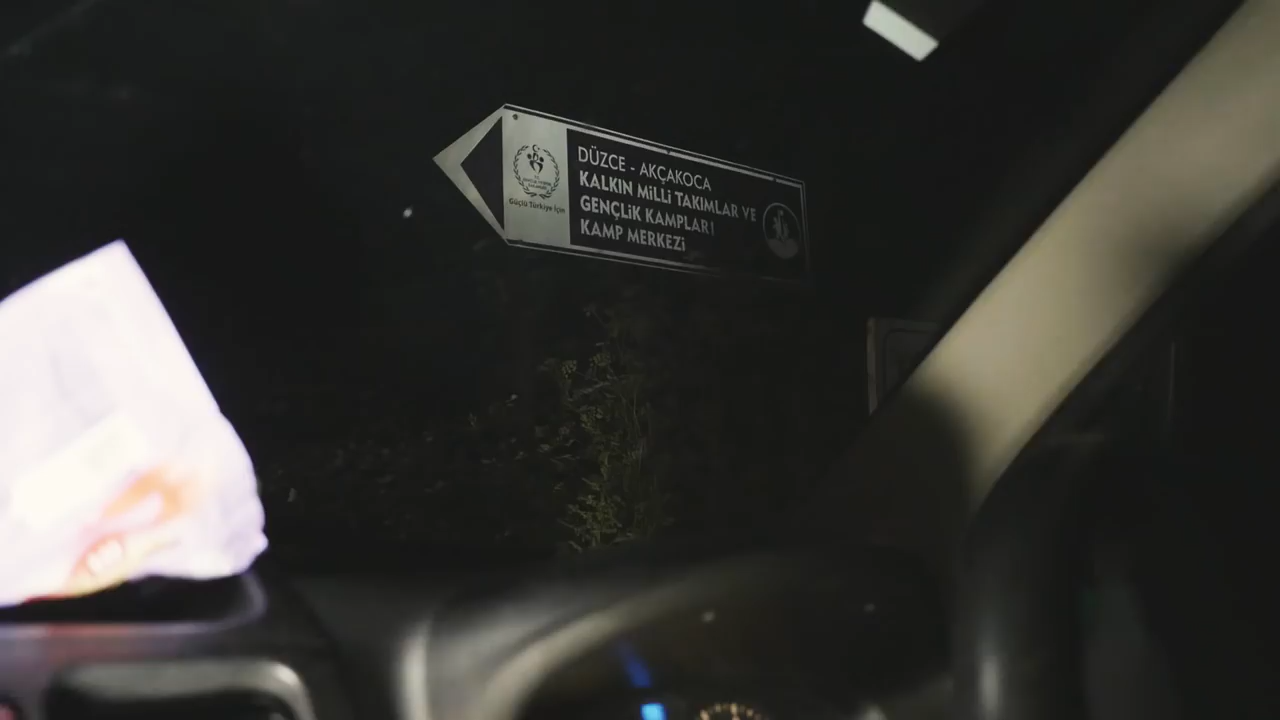 DÜZCE - AKÇAKOCA
KALKIN MİLLİ TAKIMLAR VE
GENÇLİK KAMPLARI
KAMP MERKEZİ
Güçlü Türkiye İçin